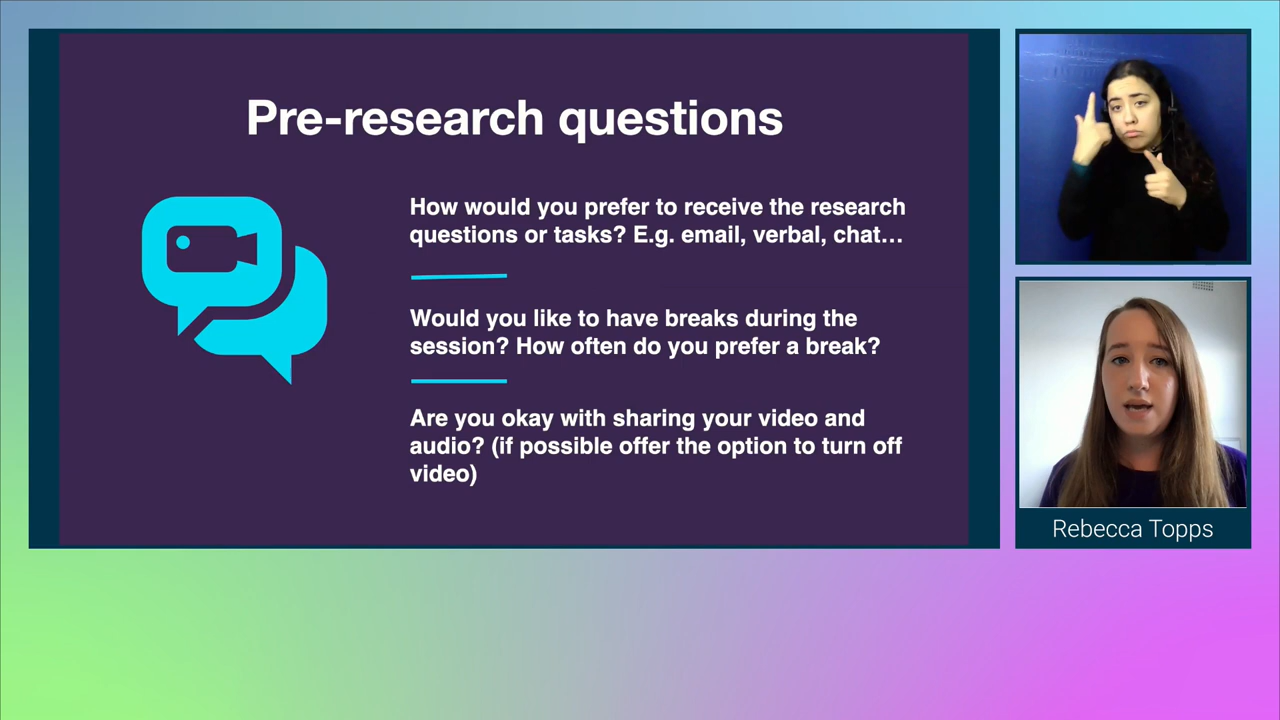 Pre-research questions
How would you prefer to receive the research
questions or tasks? E.g. email, verbal, chat...
Would you like to have breaks during the
session? How often do you prefer a break?
Are you okay with sharing your video and
audio? (if possible offer the option to turn off
video)
Rebecca Topps